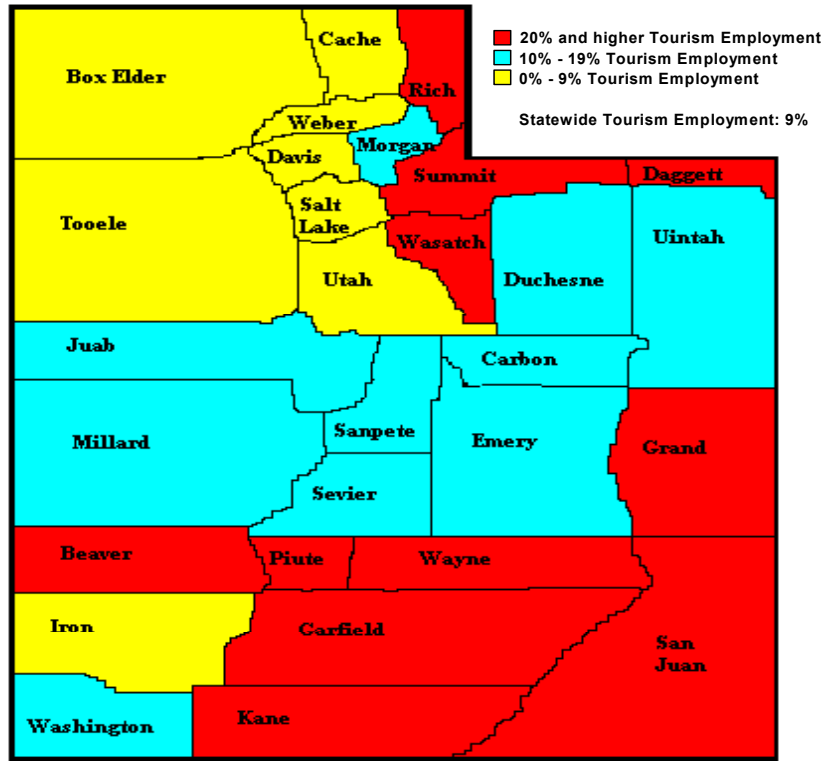 20% and higher Tourism Employment
10% - 19% Tourism Employment
0% - 9% Tourism Employment
Statewide Tourism Employment: 9%
Cache
Box Elder
Rich
Weber
Morgan
Davis
Summit
Daggett
Salt
Lake
Tooele
Wasatch
Uintah
Utah
Duchesne
Juab
Carbon
Sanpete
Millard
Emery
Grand
Sevier
Beaver
Piute
Wayne
Iron
Garfield
San
Juan
Washington
Kane